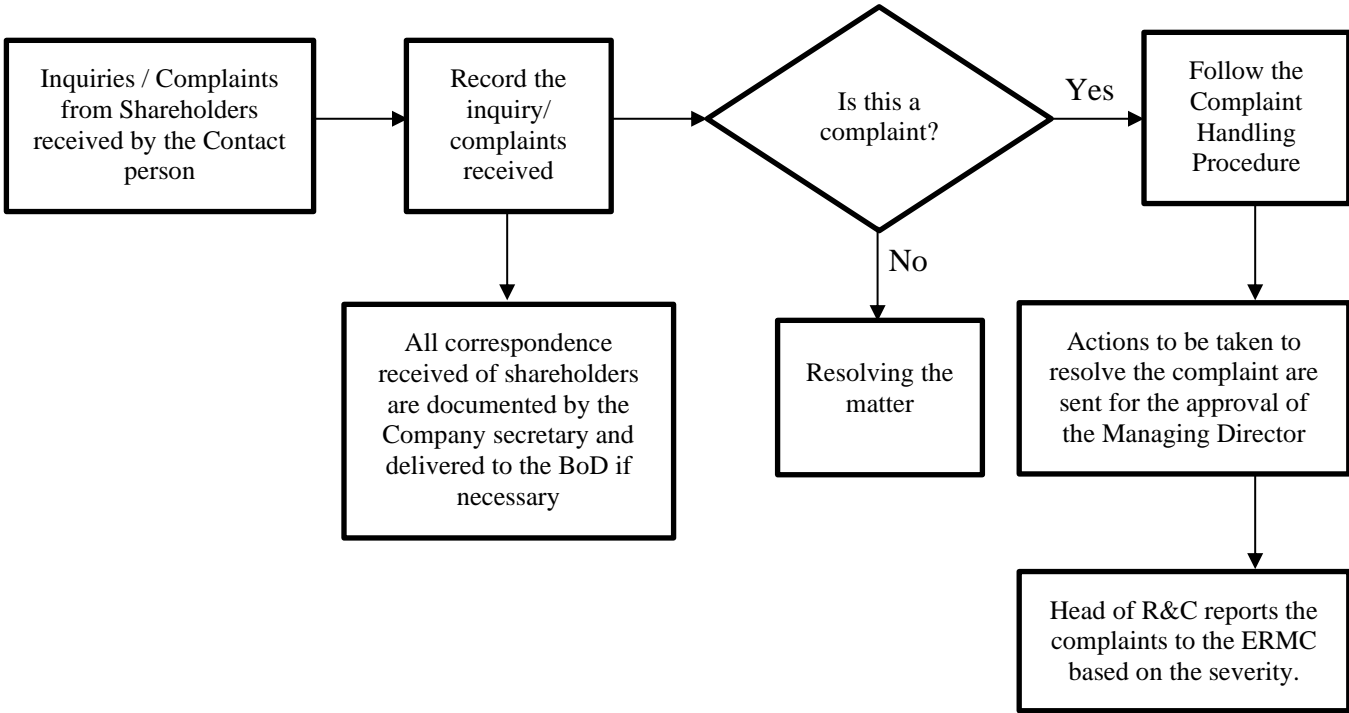 Inquiries / Complaints
from Shareholders
received by the Contact
person
Record the
inquiry/
complaints
received
Is this a
complaint?
Yes
Follow the
Complaint
Handling
Procedure
No
All correspondence
received of shareholders
are documented by the
Company secretary and
delivered to the BoD if
necessary
Resolving the
matter
Actions to be taken to
resolve the complaint are
sent for the approval of
the Managing Director
Head of R&C reports the
complaints to the ERMC
based on the severity.